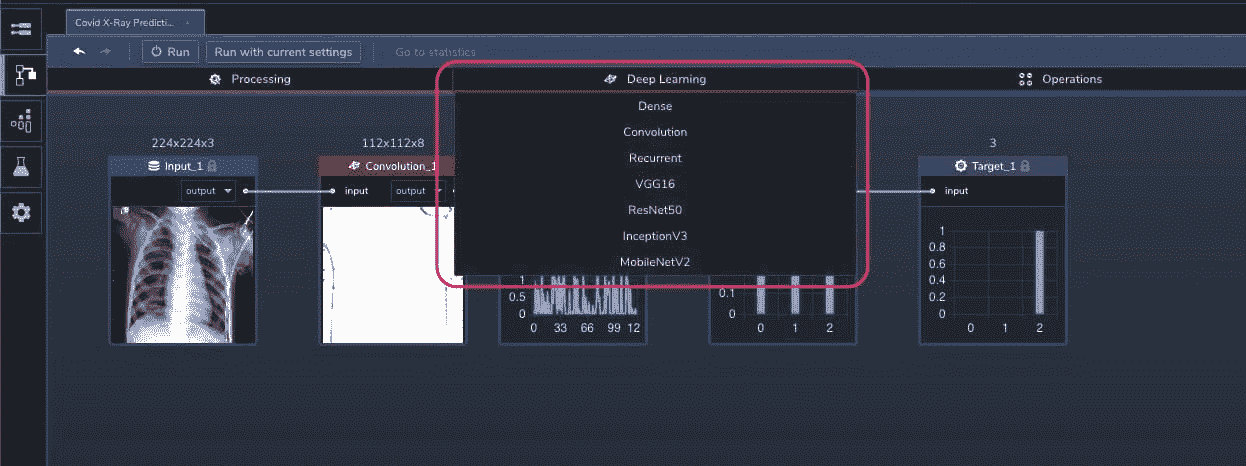 Covid X-Ray Predicti...
Run
Run with current settings
Go to statistics
Processing
Deep Learning
Operations
Dense
Convolution
Recurrent
VGG16
ResNet50
InceptionV3
MobileNetV2
224x224x3
112x112x8
3
Input_1
Convolution_1
Target_1
output
input
output
input
1
0.5
0
0 33 66 99 12
0.1
0
0 1 2
1
0.8
0.6
0.4
0.2
0
0 1 2